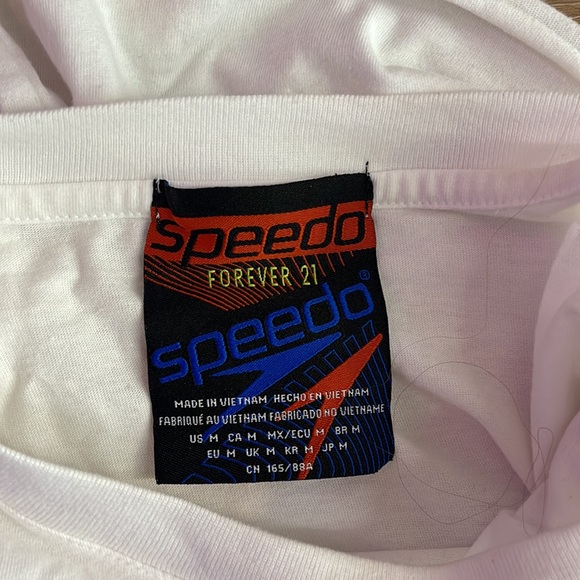 speedo
FOREVER 21
speedo®
MADE IN VIETNAM, HECHO EN VIETNAM
FABRIQUÉ AU VIETNAM FABRICADO NO VIETNAME
US M CA M MX/ECU M BR M
EU M UK M KR M JP M
CN 165/88A